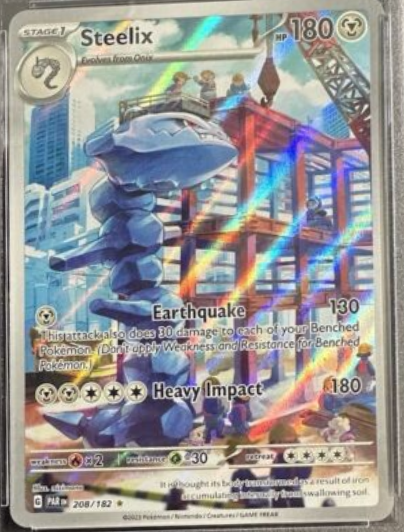 STAGE 1
Steelix
HP 180
Evolves from Onix
Earthquake 130
This attack also does 30 damage to each of your Benched
Pokémon. (Don't apply Weakness and Resistance for Benched
Pokémon.)
Heavy Impact 180
weakness ×2 resistance -30 retreat
Illus.
It is thought its body transformed as a result of iron
accumulating internally from swallowing soil.
G PAR EN 208/182 ★
©2023 Pokémon / Nintendo / Creatures / GAME FREAK